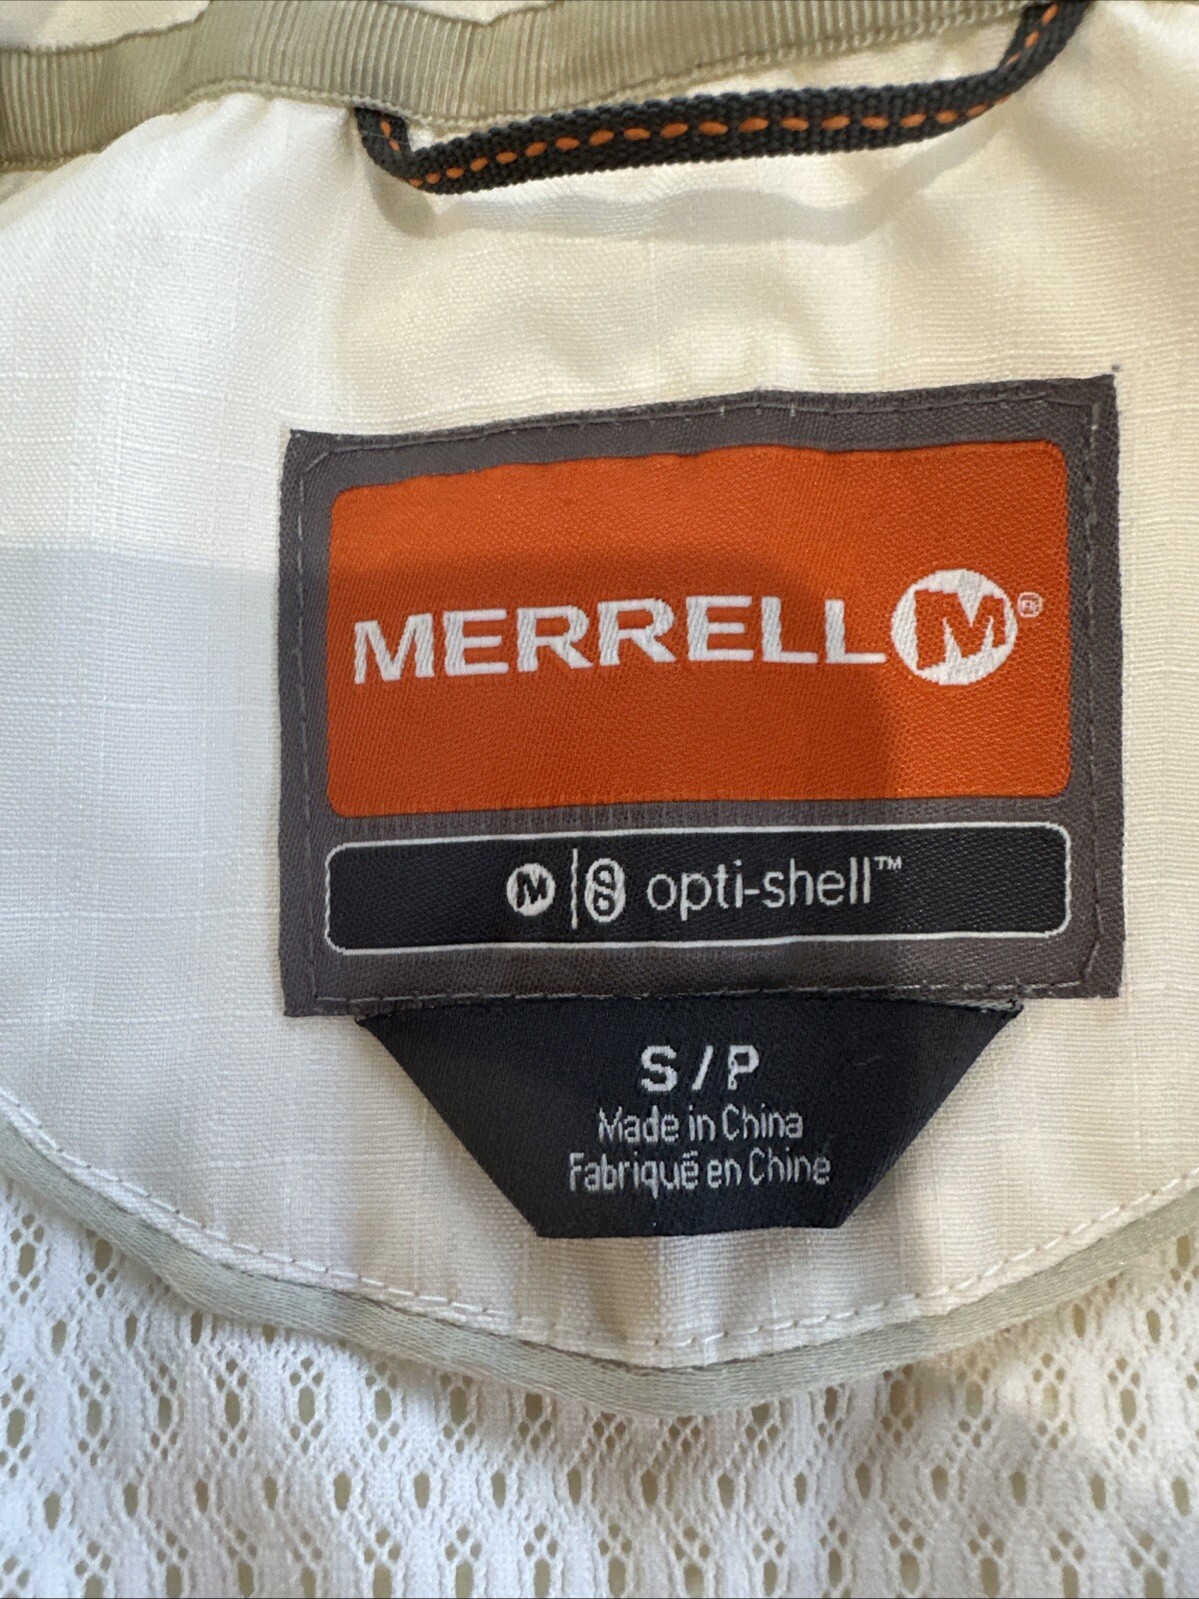 MERRELL M®
M opti-shell™
S / P
Made in China
Fabriqué en Chine